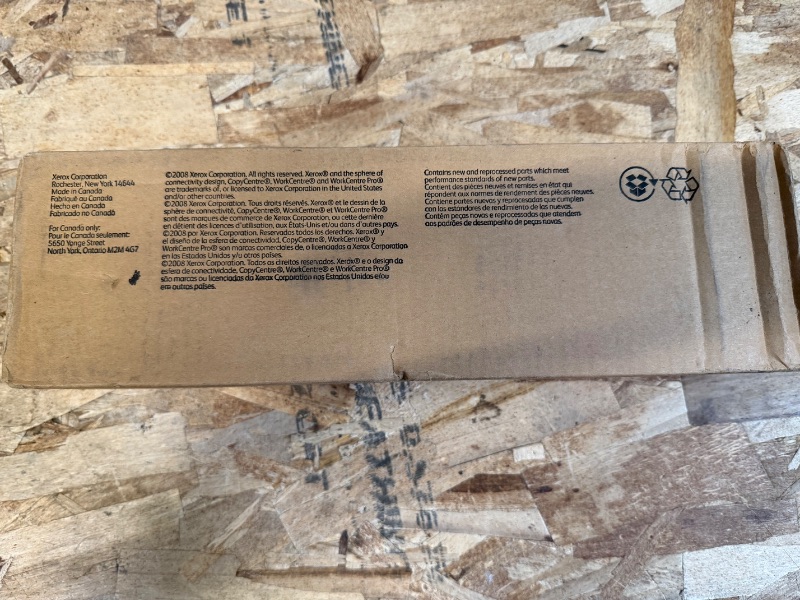 Xerox Corporation
Rochester, New York 14644
Made in Canada
Fabriqué au Canada
Hecho en Canadá
Fabricado no Canadá
For Canada only:
Pour le Canada seulement:
5650 Yonge Street
North York, Ontario M2M 4G7
©2008 Xerox Corporation. All rights reserved. Xerox® and the sphere of
connectivity design, CopyCentre®, WorkCentre® and WorkCentre Pro®
are trademarks of, or licensed to Xerox Corporation in the United States
and/or other countries.
©2008 Xerox Corporation. Tous droits réservés. Xerox® et le dessin de la
sphère de connectivité, CopyCentre®, WorkCentre® et WorkCentre Pro®
sont des marques de commerce de Xerox Corporation, ou cette dernière
en détient des licences d'utilisation, aux États-Unis et/ou dans d'autres pays.
©2008 por Xerox Corporation. Reservados todos los derechos. Xerox® y
el diseño de la esfera de conectividad, CopyCentre®, WorkCentre® y
WorkCentre Pro® son marcas comerciales de, o licenciadas a Xerox Corporation
en los Estados Unidos y/u otros países.
©2008 Xerox Corporation. Todos os direitos reservados. Xerox® e o design da
esfera de conectividade, CopyCentre®, WorkCentre® e WorkCentre Pro®
são marcas ou licenciadas da Xerox Corporation nos Estados Unidos e/ou
em outros países.
Contains new and reprocessed parts which meet
performance standards of new parts.
Contient des pièces neuves et remises en état qui
répondent aux normes de rendement des pièces neuves.
Contiene partes nuevas y reprocesadas que cumplen
con los estándares de rendimiento de las nuevas.
Contém peças novas e reprocessadas que atendem
aos padrões de desempenho de peças novas.